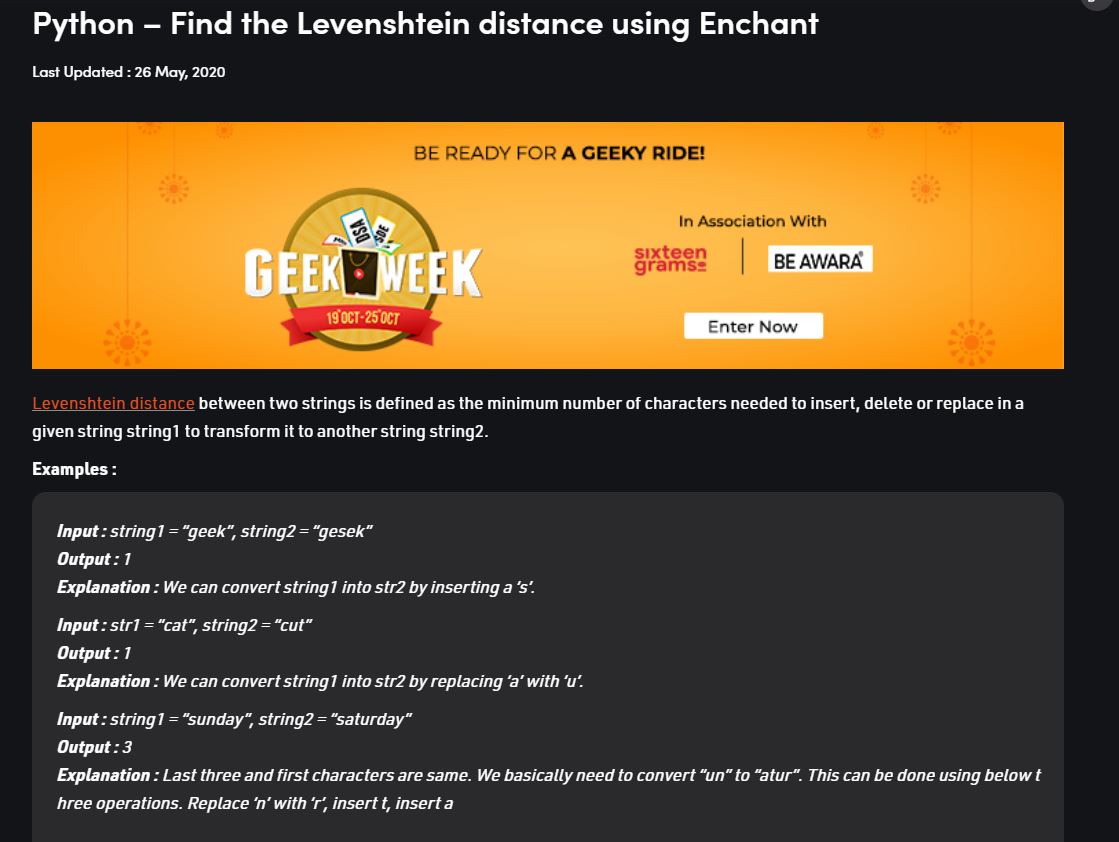 Python – Find the Levenshtein distance using Enchant
Last Updated : 26 May, 2020
BE READY FOR A GEEKY RIDE!
DSA
SDE
GEEK WEEK
19 OCT-25 OCT
In Association With
sixteen
grams
BE AWARA
Enter Now
Levenshtein distance between two strings is defined as the minimum number of characters needed to insert, delete or replace in a
given string string1 to transform it to another string string2.
Examples :
Input : string1 = “geek”, string2 = “gesek”
Output : 1
Explanation : We can convert string1 into str2 by inserting a ‘s’.
Input : str1 = “cat”, string2 = “cut”
Output : 1
Explanation : We can convert string1 into str2 by replacing ‘a’ with ‘u’.
Input : string1 = “sunday”, string2 = “saturday”
Output : 3
Explanation : Last three and first characters are same. We basically need to convert “un” to “atur”. This can be done using below t
hree operations. Replace ‘n’ with ‘r’, insert t, insert a